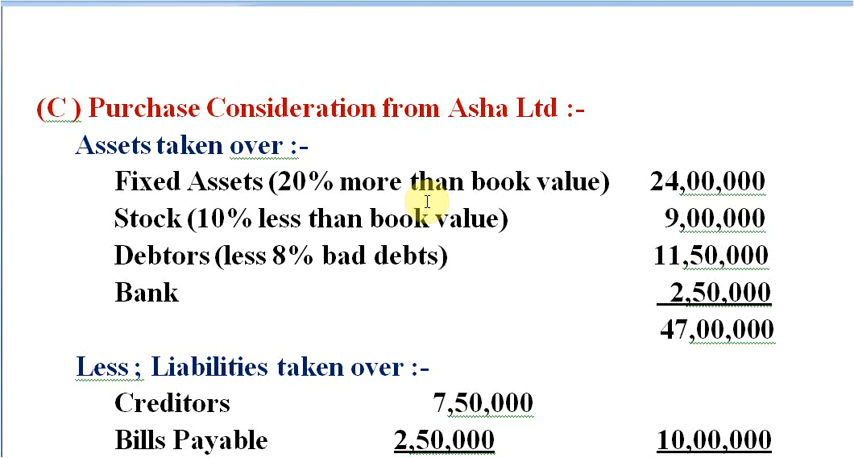 (C) Purchase Consideration from Asha Ltd :-
Assets taken over :-
Fixed Assets (20% more than book value) 24,00,000
Stock (10% less than book value) 9,00,000
Debtors (less 8% bad debts) 11,50,000
Bank 2,50,000
47,00,000
Less ; Liabilities taken over :-
Creditors 7,50,000
Bills Payable 2,50,000 10,00,000